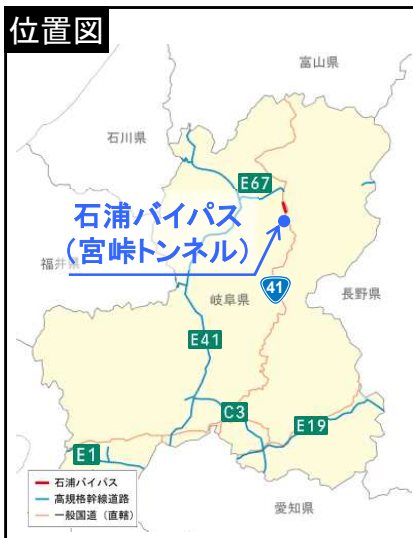 位置図
富山県
石川県
E67
石浦バイパス
(宮峠トンネル)
福井県
岐阜県
41
長野県
E41
C3
E19
E1
石浦バイパス
高規格幹線道路
一般国道（直轄）
愛知県